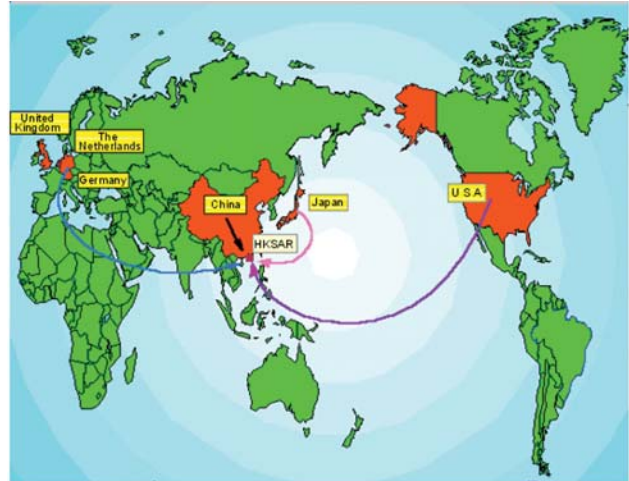 United
Kingdom
The
Netherlands
Germany
China
Japan
HKSAR
U S A